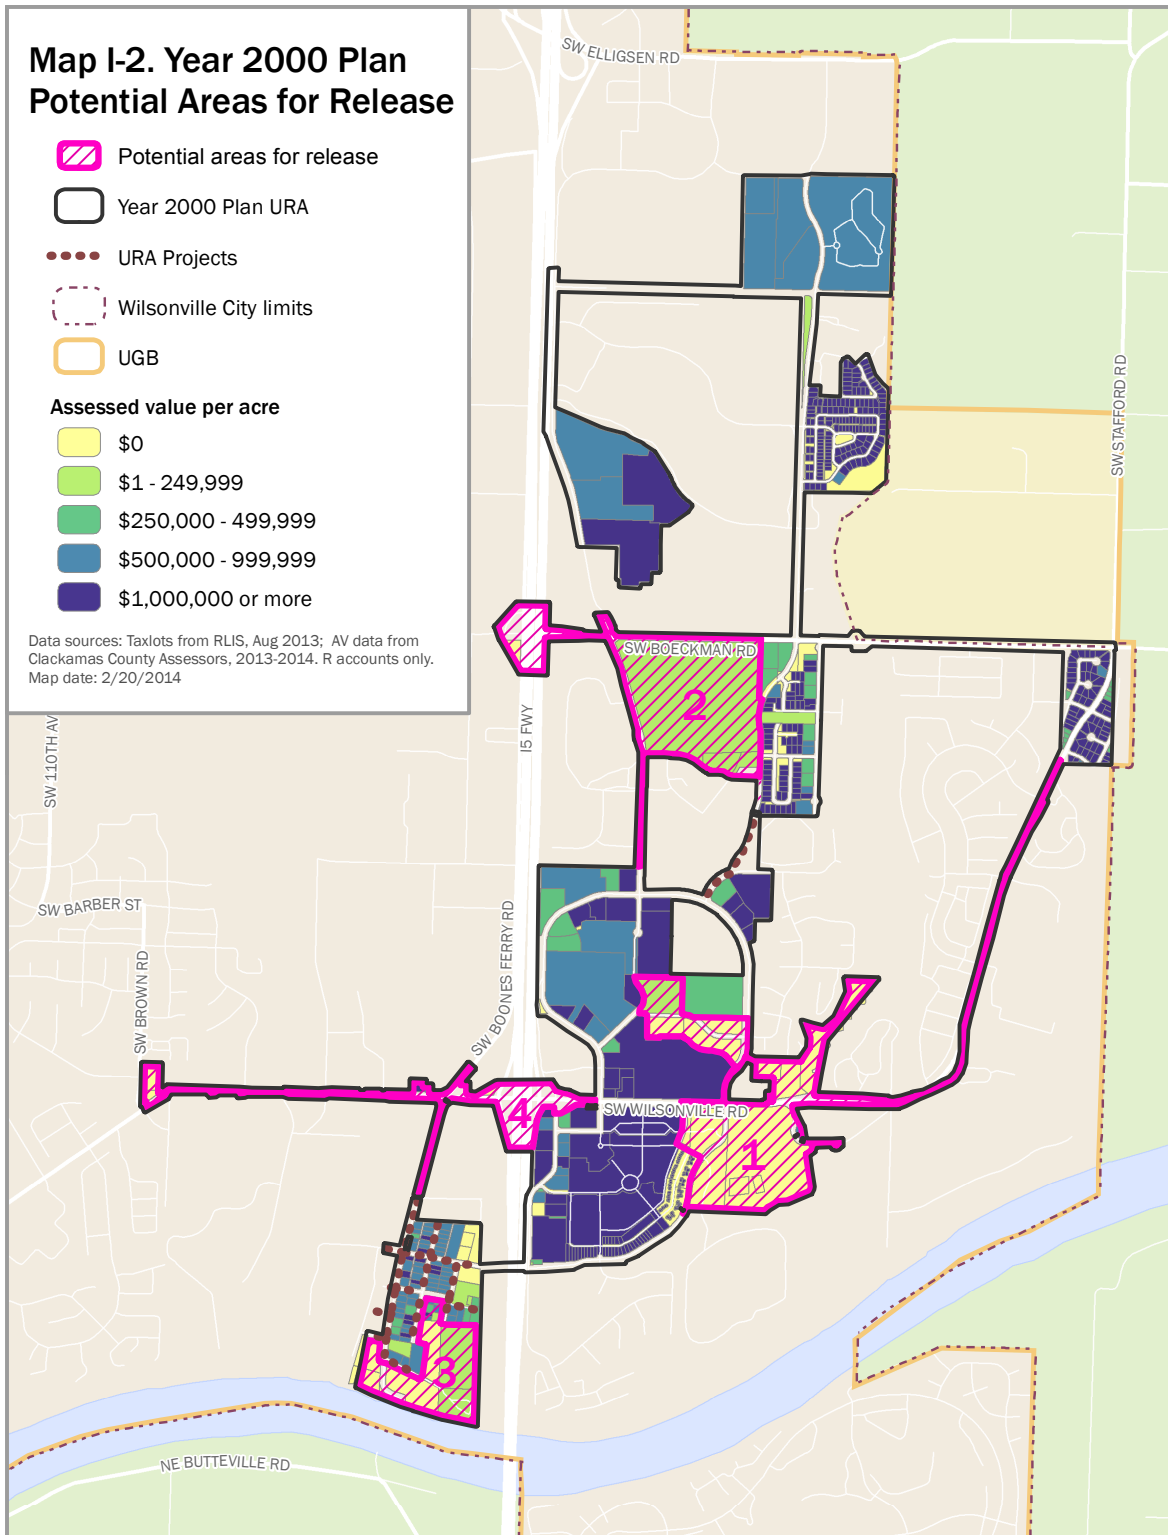 Map I-2. Year 2000 Plan
Potential Areas for Release
Potential areas for release
Year 2000 Plan URA
URA Projects
Wilsonville City limits
UGB
Assessed value per acre
$0
$1 - 249,999
$250,000 - 499,999
$500,000 - 999,999
$1,000,000 or more
Data sources: Taxlots from RLIS, Aug 2013; AV data from
Clackamas County Assessors, 2013-2014. R accounts only.
Map date: 2/20/2014
SW ELLIGSEN RD
SW STAFFORD RD
SW BOECKMAN RD
2
I5 FWY
SW 110TH AV
SW BARBER ST
SW BROWN RD
SW BOONES FERRY RD
4
SW WILSONVILLE RD
1
3
NE BUTTEVILLE RD